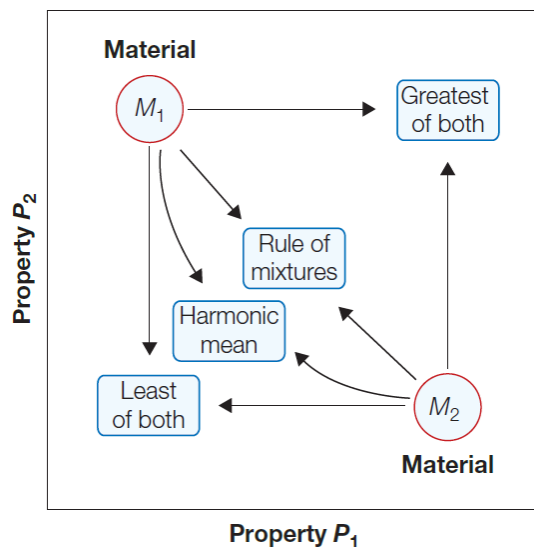 Material
M1
Greatest
of both
Property P2
Rule of
mixtures
Harmonic
mean
Least
of both
M2
Material
Property P1